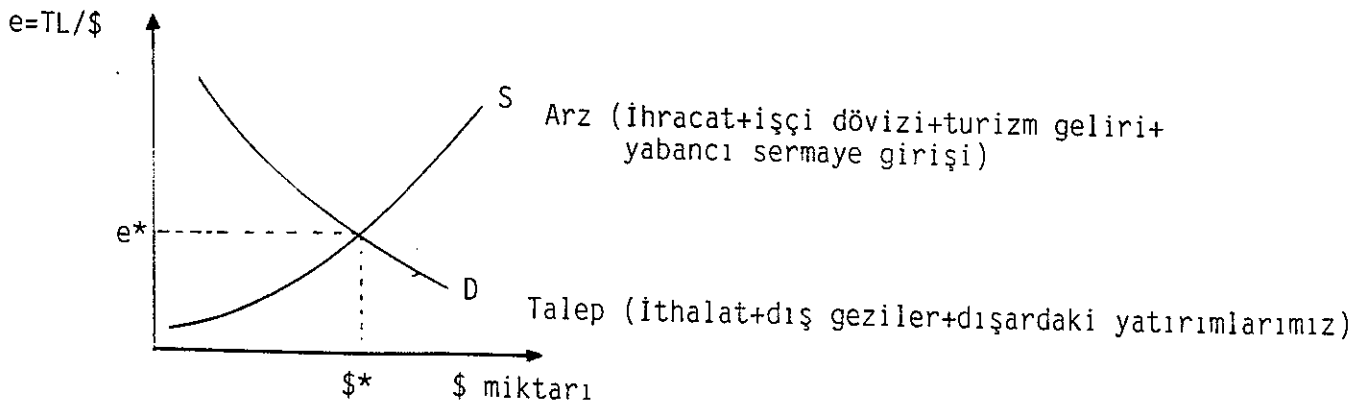 e=TL/$
S
Arz (İhracat+işçi dövizi+turizm geliri+
yabancı sermaye girişi)
e*
D
Talep (İthalat+dış geziler+dışardaki yatırımlarımız)
$*
$ miktarı